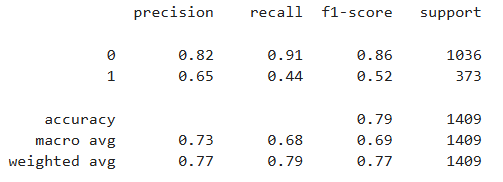 precision recall f1-score support
0 0.82 0.91 0.86 1036
1 0.65 0.44 0.52 373
accuracy 0.79 1409
macro avg 0.73 0.68 0.69 1409
weighted avg 0.77 0.79 0.77 1409